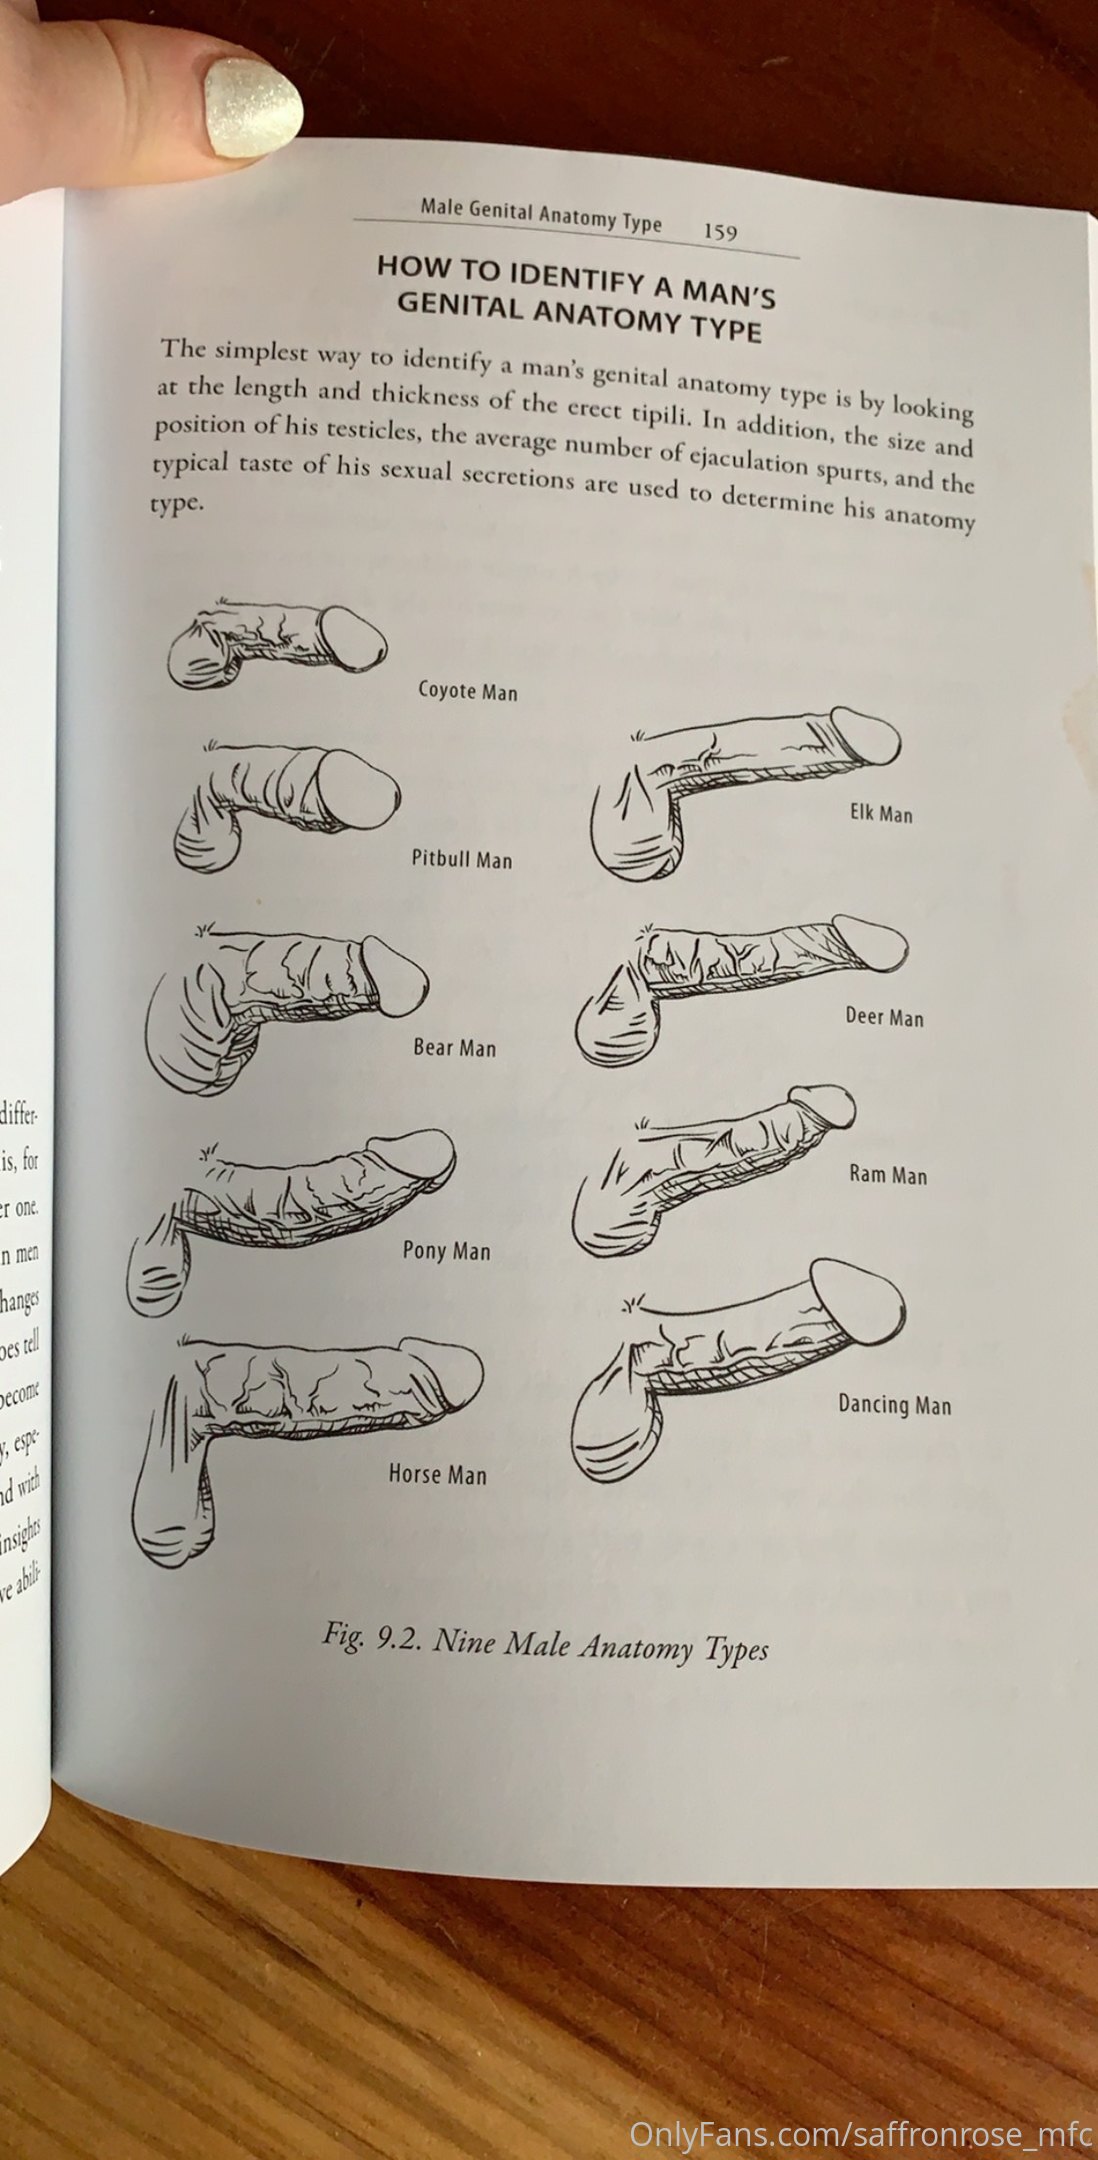 Male Genital Anatomy Type 159
HOW TO IDENTIFY A MAN'S
GENITAL ANATOMY TYPE
The simplest way to identify a man's genital anatomy type is by looking
at the length and thickness of the erect tipili. In addition, the size and
position of his testicles, the average number of ejaculation spurts, and the
typical taste of his sexual secretions are used to determine his anatomy
type.
Coyote Man
Elk Man
Pitbull Man
Deer Man
Bear Man
Ram Man
Pony Man
Dancing Man
Horse Man
Fig. 9.2. Nine Male Anatomy Types
differ-
is, for
er one.
n men
hanges
oes tell
become
y, espe-
nd with
insights
ve abili-
OnlyFans.com/saffronrose_mfc